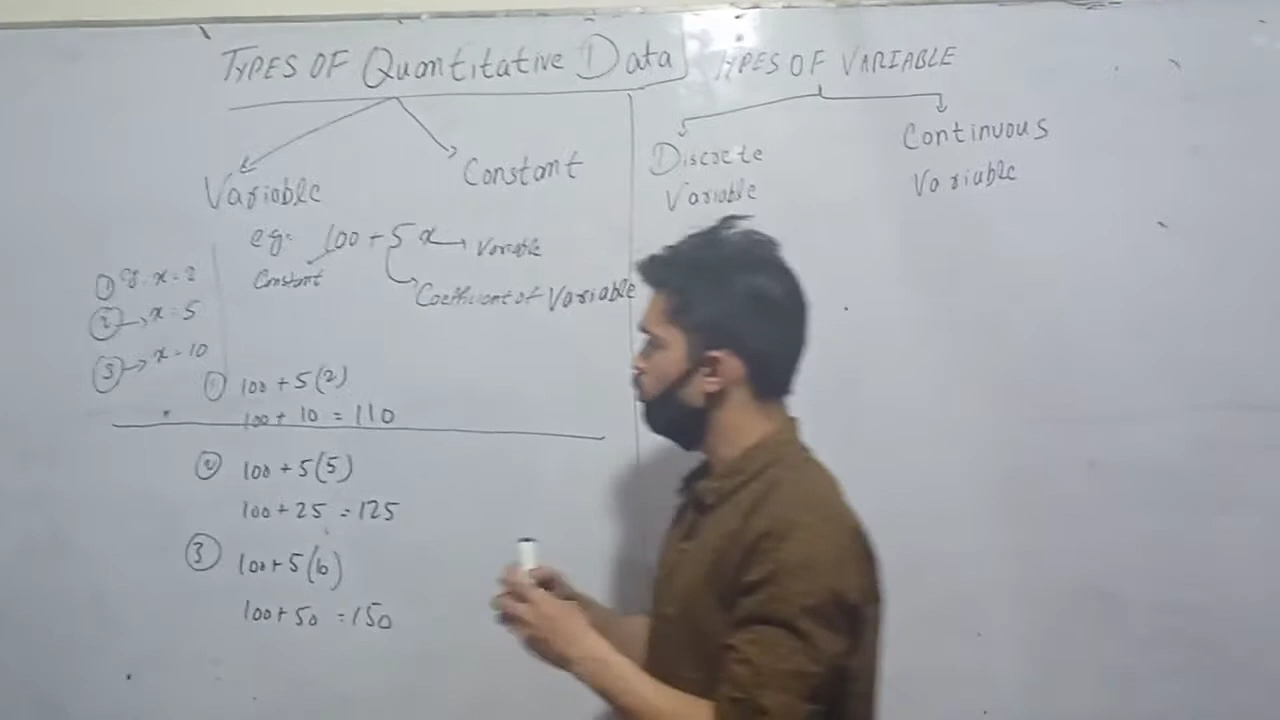 TYPES OF Quantitative Data
Variable
Constant
eg: 100 + 5x → Variable
Constant
Coefficient of Variable
① x = 2
② → x = 5
③ → x = 10
① 100 + 5(2)
100 + 10 = 110
② 100 + 5(5)
100 + 25 = 125
③ 100 + 5(10)
100 + 50 = 150
TYPES OF VARIABLE
Discrete
Variable
Continuous
Variable